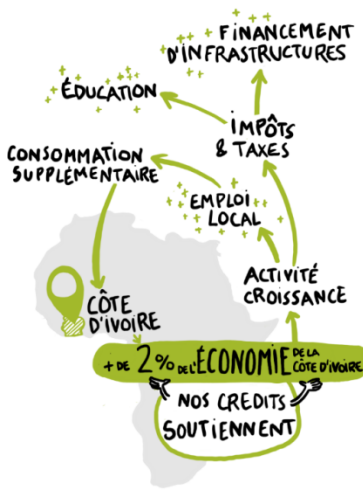 FINANCEMENT
D'INFRASTRUCTURES
ÉDUCATION
IMPÔTS
& TAXES
CONSOMMATION
SUPPLÉMENTAIRE
EMPLOI
LOCAL
ACTIVITÉ
CROISSANCE
CÔTE
D'IVOIRE
+ DE 2% DE L'ÉCONOMIE DE LA
CÔTE D'IVOIRE
NOS CREDITS
SOUTIENNENT